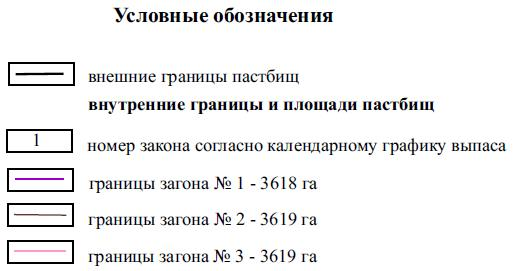 Условные обозначения
внешние границы пастбищ
внутренние границы и площади пастбищ
1 номер закона согласно календарному графику выпаса
границы загона № 1 - 3618 га
границы загона № 2 - 3619 га
границы загона № 3 - 3619 га